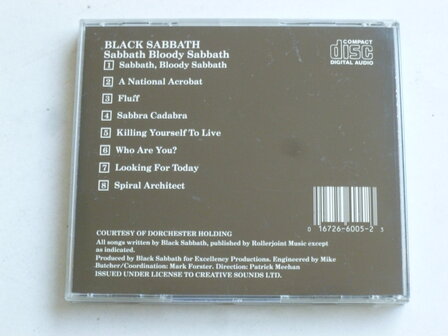 BLACK SABBATH
Sabbath Bloody Sabbath
1 Sabbath, Bloody Sabbath
2 A National Acrobat
3 Fluff
4 Sabbra Cadabra
5 Killing Yourself To Live
6 Who Are You?
7 Looking For Today
8 Spiral Architect
COMPACT
disc
DIGITAL AUDIO
0 16726-6005-2 3
COURTESY OF DORCHESTER HOLDING
All songs written by Black Sabbath, published by Rollerjoint Music except
as indicated.
Produced by Black Sabbath for Excellency Productions. Engineered by Mike
Butcher/Coordination: Mark Forster. Direction: Patrick Meehan
ISSUED UNDER LICENSE TO CREATIVE SOUNDS LTD.